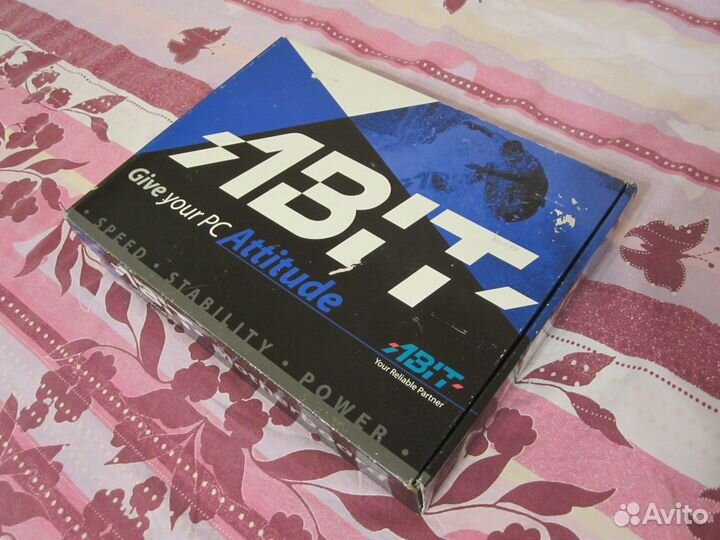 ABIT
Give your PC Attitude
• SPEED • STABILITY • POWER •
ABIT
Your Reliable Partner
Avito